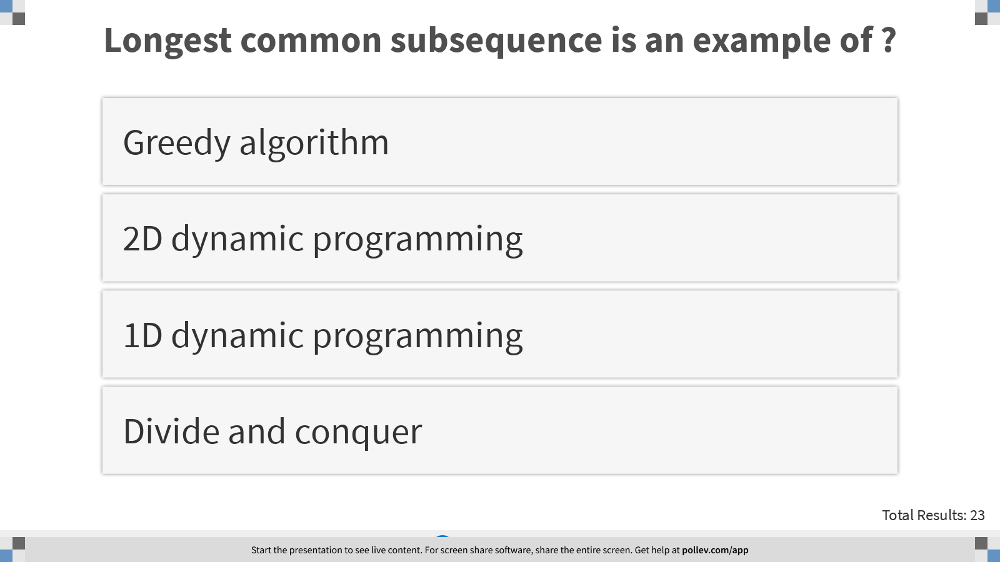 Longest common subsequence is an example of ?
Greedy algorithm
2D dynamic programming
1D dynamic programming
Divide and conquer
Total Results: 23
Start the presentation to see live content. For screen share software, share the entire screen. Get help at pollev.com/app